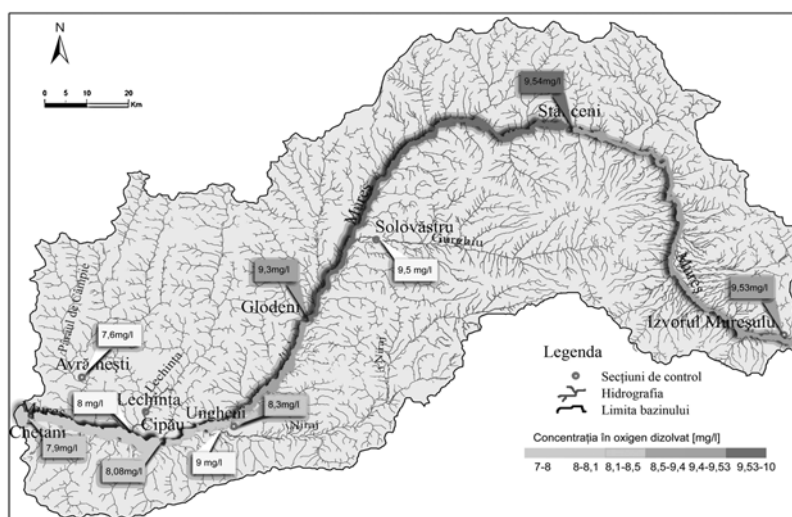 N
0 10 20
Km
9,54mg/l
Stânceni
Mureș
Solovăstru
Gurghiu
9,5 mg/l
9,3mg/l
Glodeni
Mureș
9,53mg/l
Izvorul Mureșului
Pârâul de Câmpie
7,6mg/l
Avrămești
Lechința
Niraj
8 mg/l
Lechința
Ungheni
8,3mg/l
Mureș
Cipău
Niraj
Chețani
7,9mg/l
8,08mg/l
9 mg/l
Legenda
Secțiuni de control
Hidrografia
Limita bazinului
Concentrația în oxigen dizolvat [mg/l]
7-8 8-8,1 8,1-8,5 8,5-9,4 9,4-9,53 9,53-10